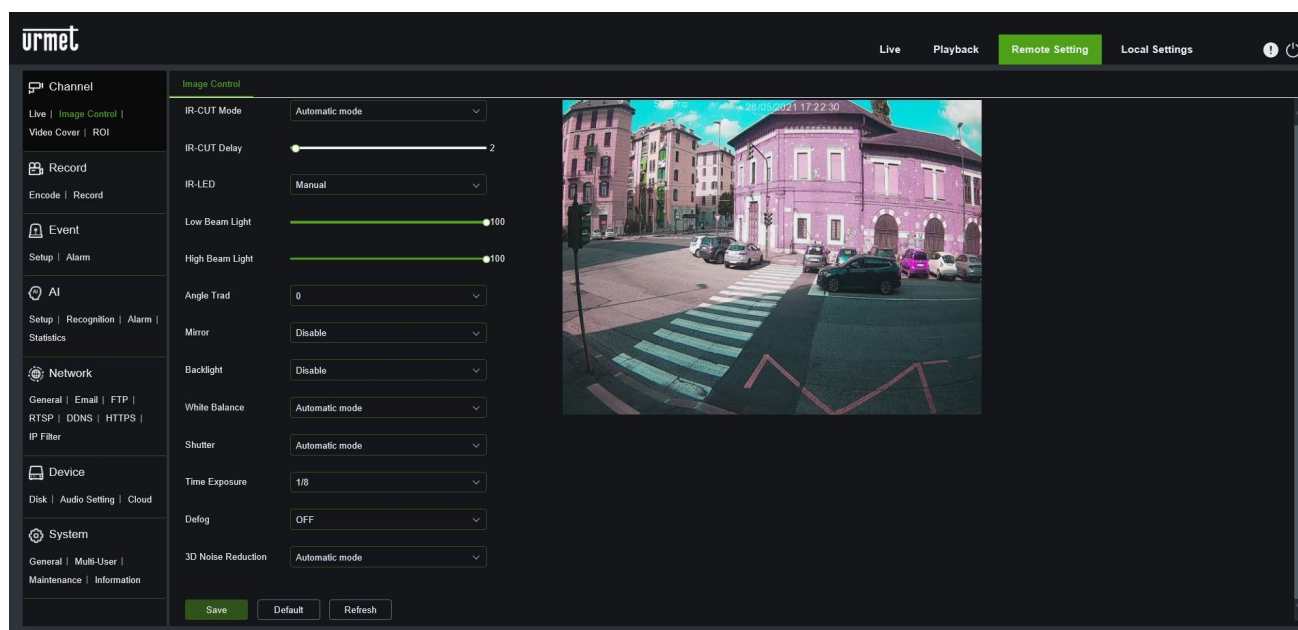 urmet
Live Playback Remote Setting Local Settings
Channel
Live | Image Control |
Video Cover | ROI
Record
Encode | Record
Event
Setup | Alarm
AI
Setup | Recognition | Alarm |
Statistics
Network
General | Email | FTP |
RTSP | DDNS | HTTPS |
IP Filter
Device
Disk | Audio Setting | Cloud
System
General | Multi-User |
Maintenance | Information
Image Control
IR-CUT Mode Automatic mode
IR-CUT Delay 2
IR-LED Manual
Low Beam Light 100
High Beam Light 100
Angle Trad 0
Mirror Disable
Backlight Disable
White Balance Automatic mode
Shutter Automatic mode
Time Exposure 1/8
Defog OFF
3D Noise Reduction Automatic mode
Save Default Refresh
28/05/2021 17:22:30